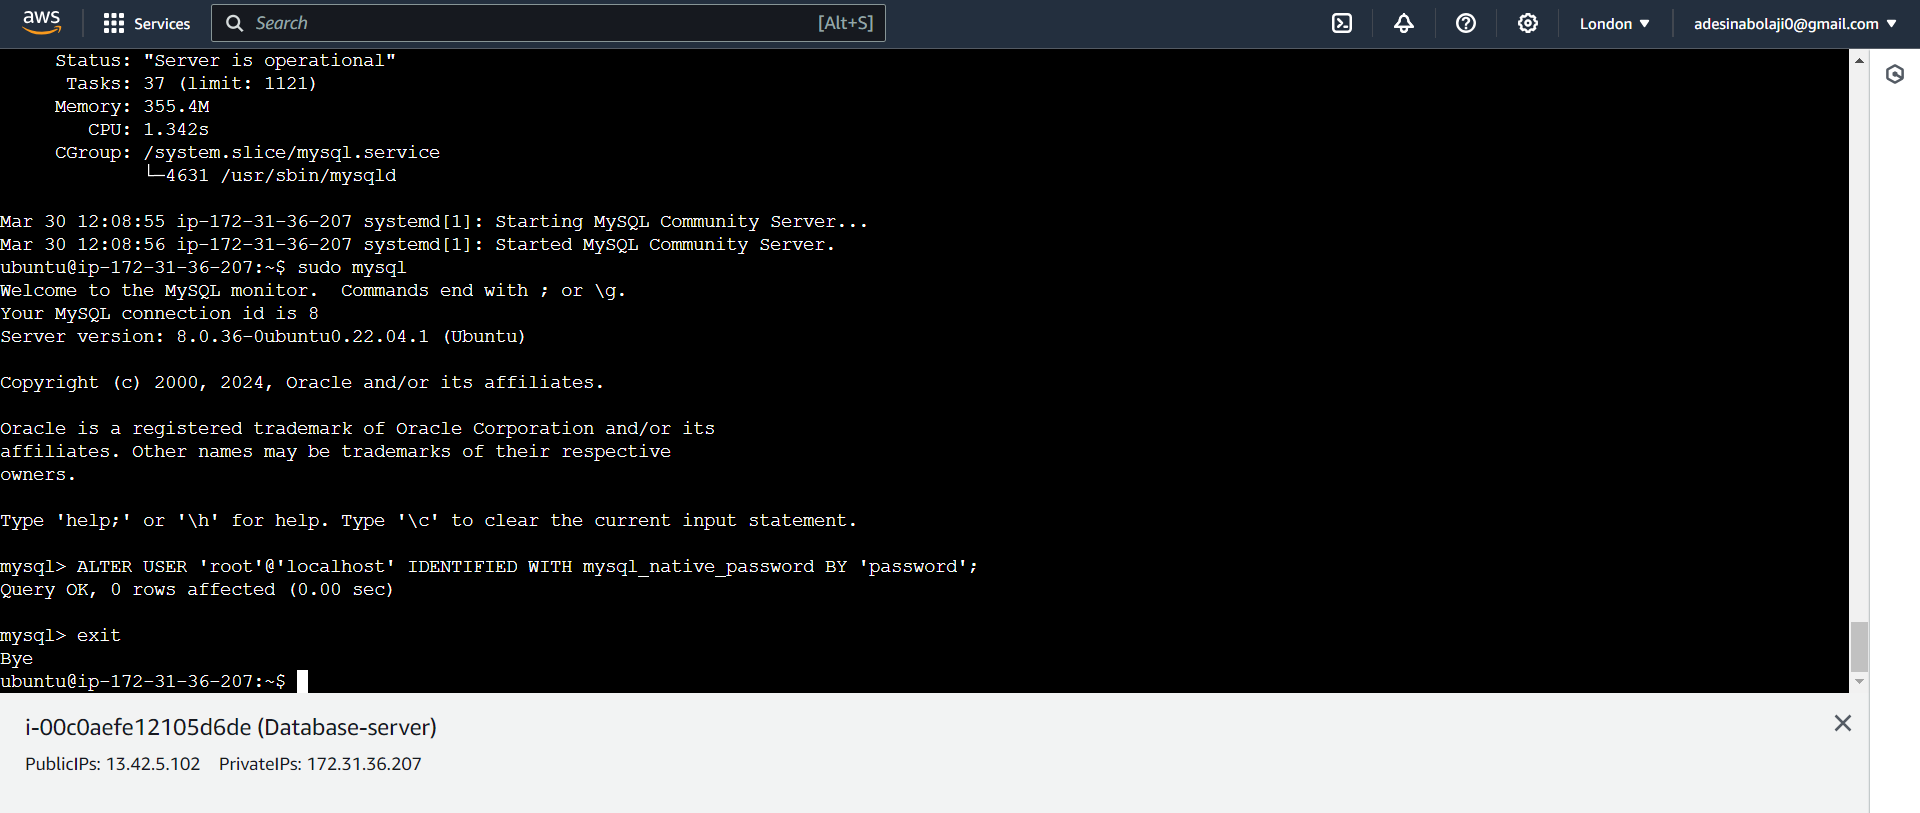 aws Services Search [Alt+S] London adesinabolaji0@gmail.com
Status: "Server is operational"
Tasks: 37 (limit: 1121)
Memory: 355.4M
CPU: 1.342s
CGroup: /system.slice/mysql.service
└─4631 /usr/sbin/mysqld
Mar 30 12:08:55 ip-172-31-36-207 systemd[1]: Starting MySQL Community Server...
Mar 30 12:08:56 ip-172-31-36-207 systemd[1]: Started MySQL Community Server.
ubuntu@ip-172-31-36-207:~$ sudo mysql
Welcome to the MySQL monitor.  Commands end with ; or \g.
Your MySQL connection id is 8
Server version: 8.0.36-0ubuntu0.22.04.1 (Ubuntu)
Copyright (c) 2000, 2024, Oracle and/or its affiliates.
Oracle is a registered trademark of Oracle Corporation and/or its
affiliates. Other names may be trademarks of their respective
owners.
Type 'help;' or '\h' for help. Type '\c' to clear the current input statement.
mysql> ALTER USER 'root'@'localhost' IDENTIFIED WITH mysql_native_password BY 'password';
Query OK, 0 rows affected (0.00 sec)
mysql> exit
Bye
ubuntu@ip-172-31-36-207:~$
i-00c0aefe12105d6de (Database-server)
PublicIPs: 13.42.5.102 PrivateIPs: 172.31.36.207